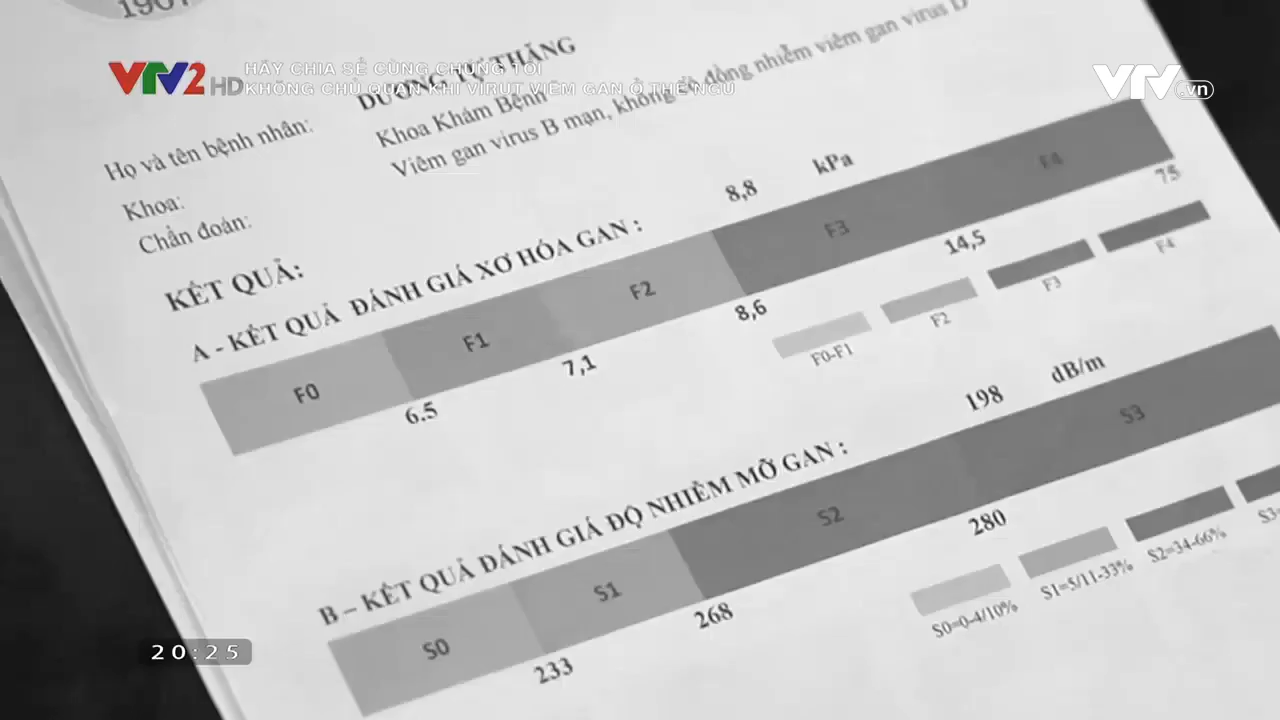 1967
VTV2 HD
HÃY CHIA SẺ CÙNG CHÚNG TÔI
KHÔNG CHỦ QUAN KHI VIRUT VIÊM GAN Ở THỂ NGỦ
VTV.vn
Họ và tên bệnh nhân: DƯƠNG THẮNG
Khoa: Khoa Khám Bệnh
Chẩn đoán: Viêm gan virus B mạn, không có đồng nhiễm viêm gan virus D
KẾT QUẢ:
A - KẾT QUẢ ĐÁNH GIÁ XƠ HÓA GAN : 8,8 kPa
F0 F1 F2 F3 F4
6.5 7,1 8,6 14,5 75
F0-F1 F2 F3 F4
B – KẾT QUẢ ĐÁNH GIÁ ĐỘ NHIỄM MỠ GAN : 198 dB/m
S0 S1 S2 S3
233 268 280
S0=0-4/10% S1=5/11-33% S2=34-66% S3=
20:25